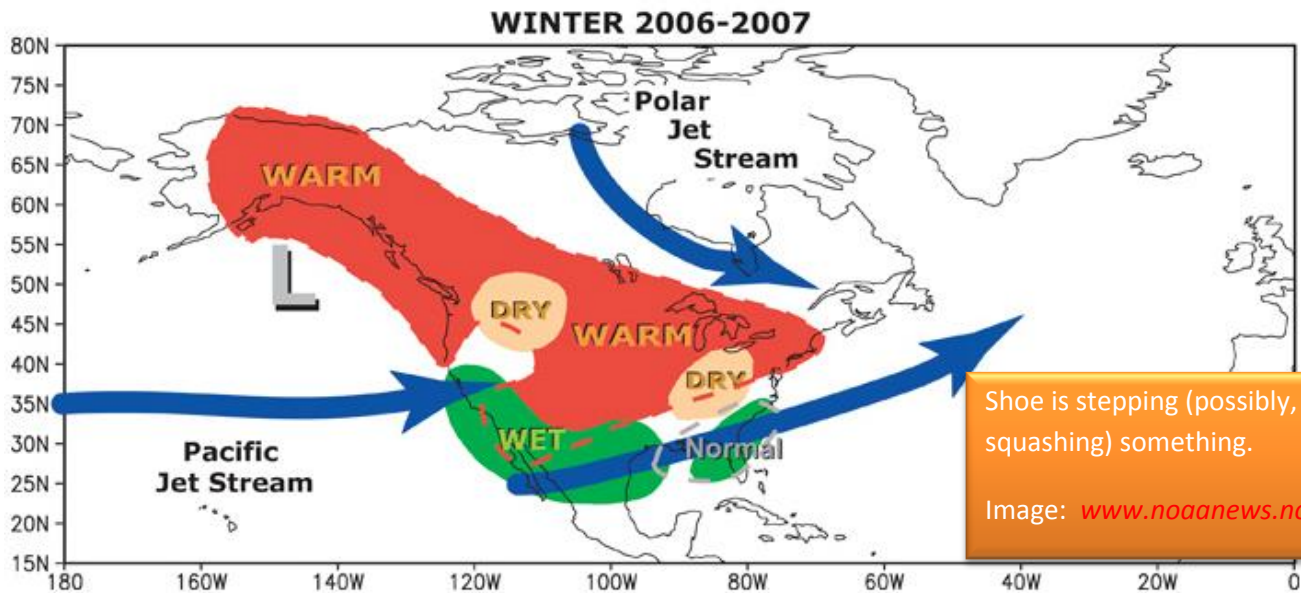 WINTER 2006-2007
80N
75N
70N
65N
60N
55N
50N
45N
40N
35N
30N
25N
20N
15N
Polar
Jet
Stream
WARM
L
DRY
WARM
DRY
WET
Normal
Pacific
Jet Stream
Shoe is stepping (possibly,
squashing) something.
Image: www.noaanews.no
180
160W
140W
120W
100W
80W
60W
40W
20W
0